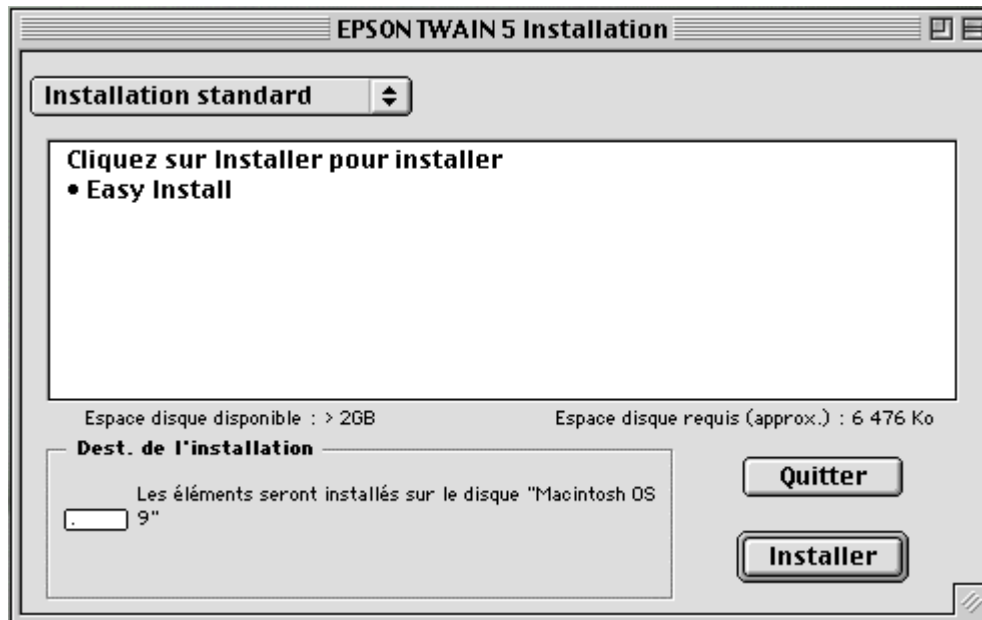 EPSON TWAIN 5 Installation
Installation standard
Cliquez sur Installer pour installer
• Easy Install
Espace disque disponible : > 2GB
Espace disque requis (approx.) : 6 476 Ko
Dest. de l'installation
Les éléments seront installés sur le disque "Macintosh OS
9"
Quitter
Installer